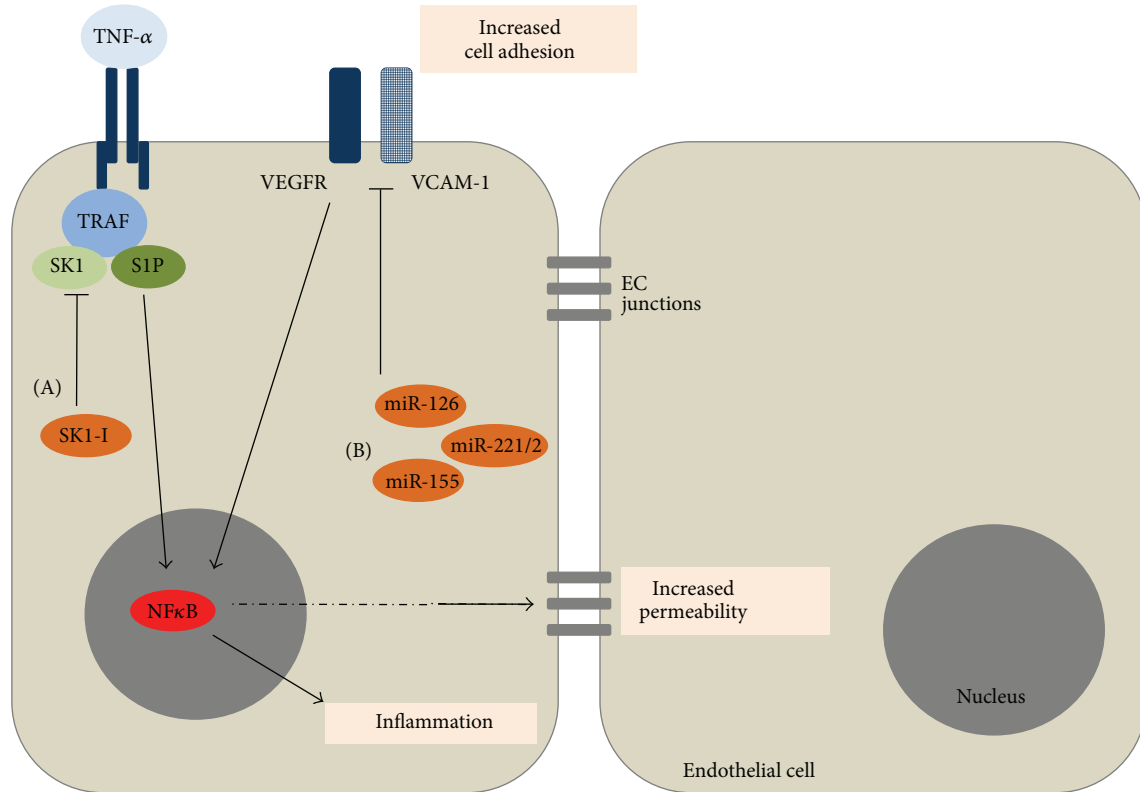 TNF-α
Increased
cell adhesion
VEGFR
VCAM-1
TRAF
SK1
S1P
EC
junctions
(A)
SK1-I
miR-126
(B)
miR-221/2
miR-155
NFκB
Increased
permeability
Inflammation
Nucleus
Endothelial cell